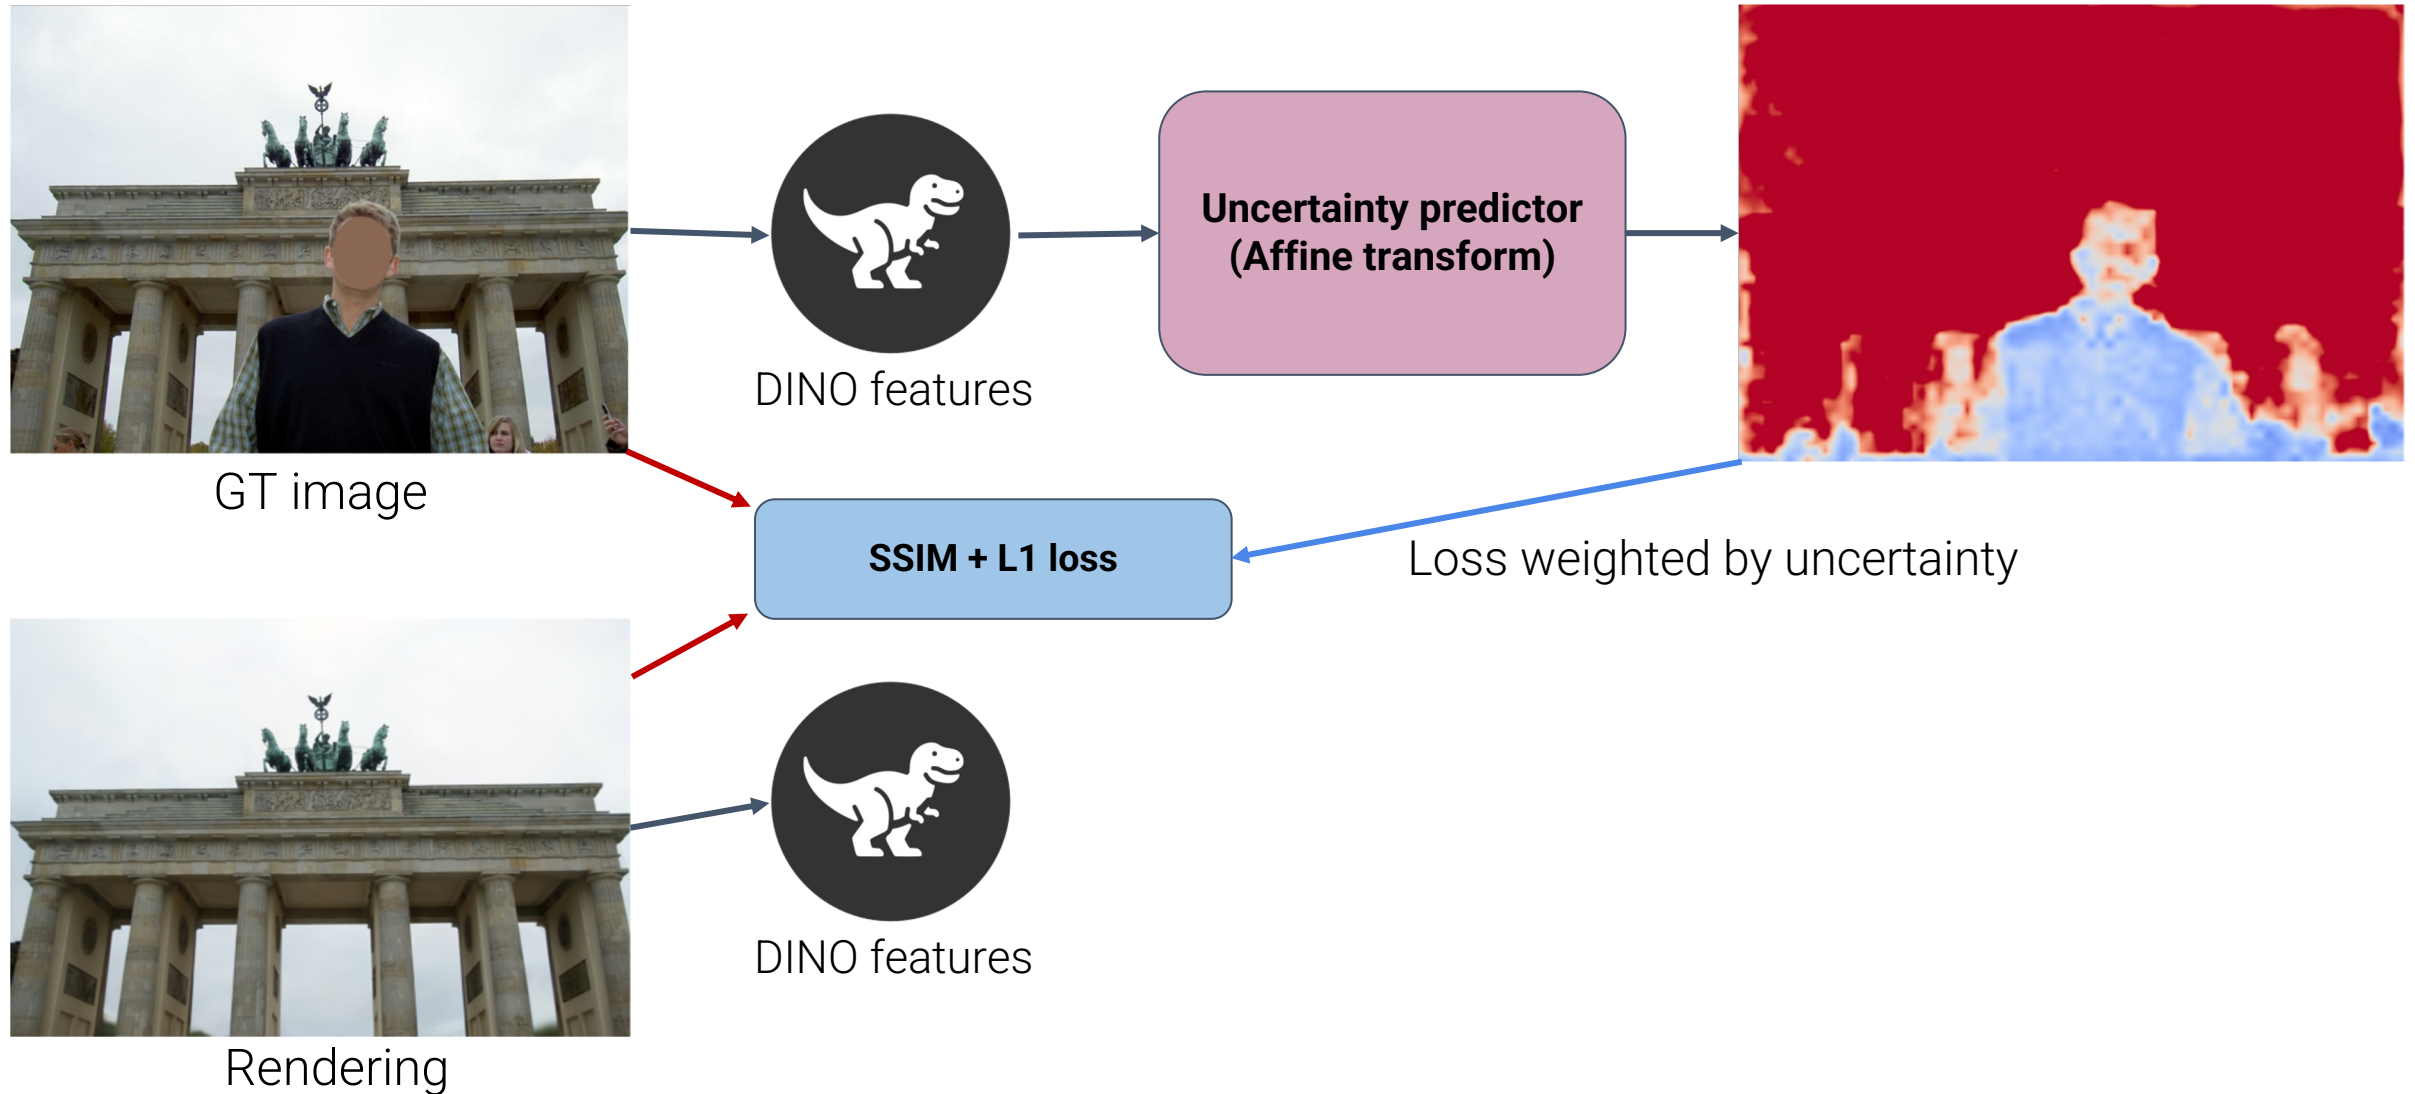 Uncertainty predictor
(Affine transform)
DINO features
GT image
SSIM + L1 loss
Loss weighted by uncertainty
DINO features
Rendering